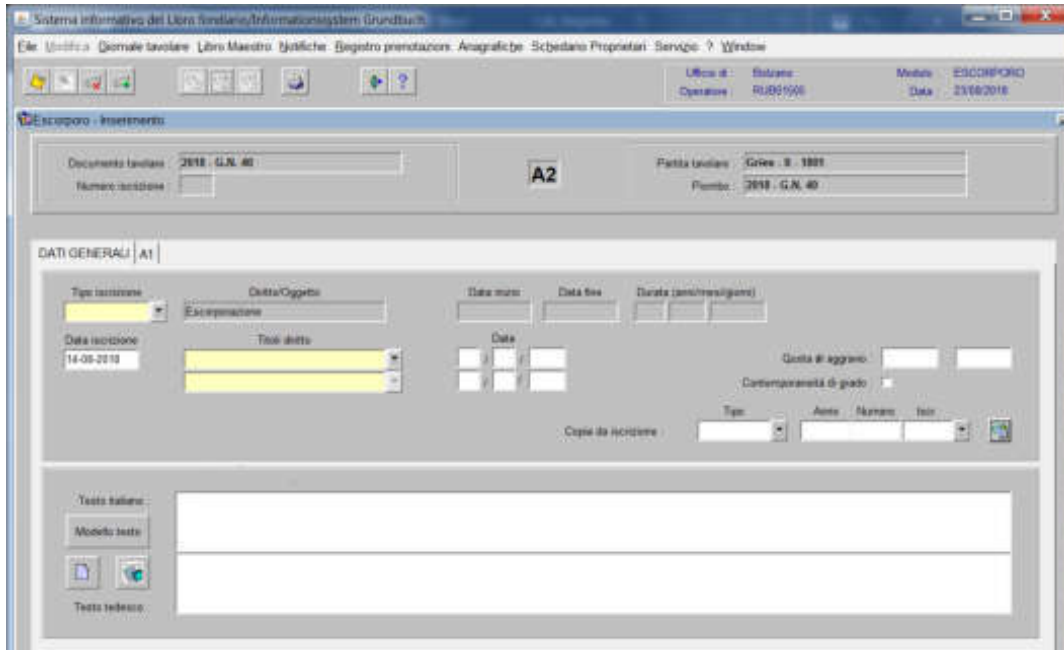 Sistema informativo del Libro fondiario/Informationsystem Grundbuch
File Modifica Giornale tavolare Libro Maestro Notifiche Registro prenotazioni Anagrafiche Schedario Proprietari Servizio ? Window
Ufficio di : Bolzano Modulo : ESCORPORO
Operatore : Data : 23/08/2018
Escorporo - Inserimento
Documento tavolare : 2018 - G.N. 40 A2 Partita tavolare : Gries - II - 1801
Numero iscrizione : Piombo : 2018 - G.N. 40
DATI GENERALI A1
Tipo iscrizione Diritto/Oggetto Data inizio Data fine Durata (anni/mesi/giorni)
Escorporazione
Data iscrizione Titoli diritto Data
14-08-2018 / /
Quota di aggravio
/ /
Contemporaneità di grado
Tipo Anno Numero Iscr
Copia da iscrizione :
Testo italiano :
Modello testo
Testo tedesco :